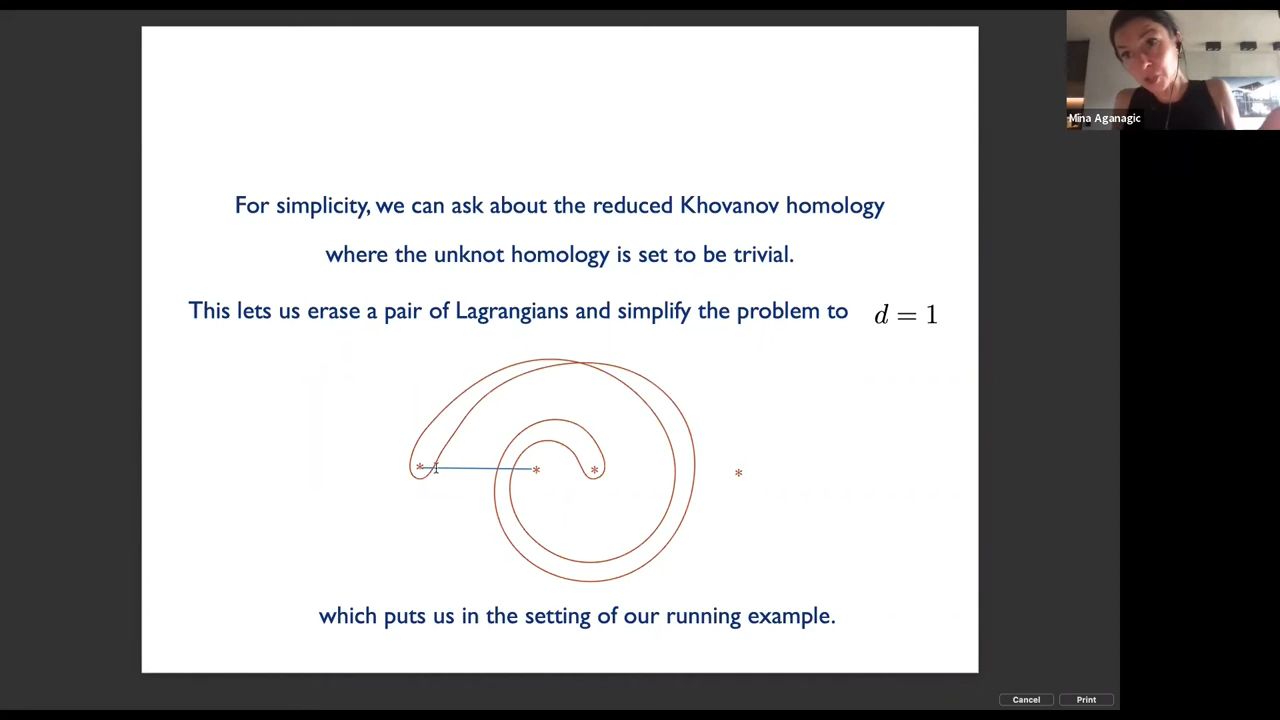 Mina Aganagic
For simplicity, we can ask about the reduced Khovanov homology
where the unknot homology is set to be trivial.
This lets us erase a pair of Lagrangians and simplify the problem to d = 1
* * * *
which puts us in the setting of our running example.
Cancel Print